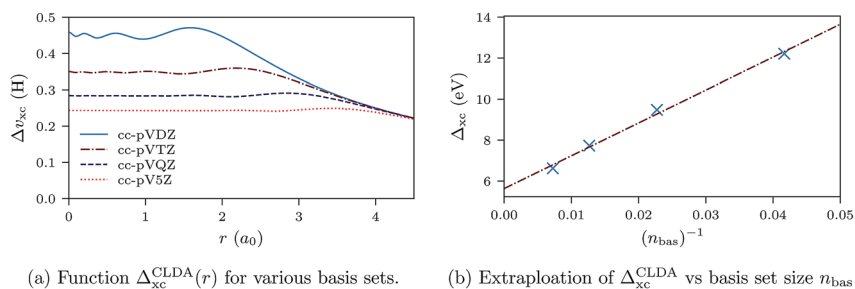 0.5
0.4
0.3
0.2
0.1
0.0
Δv_xc (H)
cc-pVDZ
cc-pVTZ
cc-pVQZ
cc-pV5Z
0 1 2 3 4
r (a_0)
(a) Function Δ_xc^CLDA(r) for various basis sets.
14
12
10
8
6
Δ_xc (eV)
0.00 0.01 0.02 0.03 0.04 0.05
(n_bas)^−1
(b) Extraploation of Δ_xc^CLDA vs basis set size n_bas